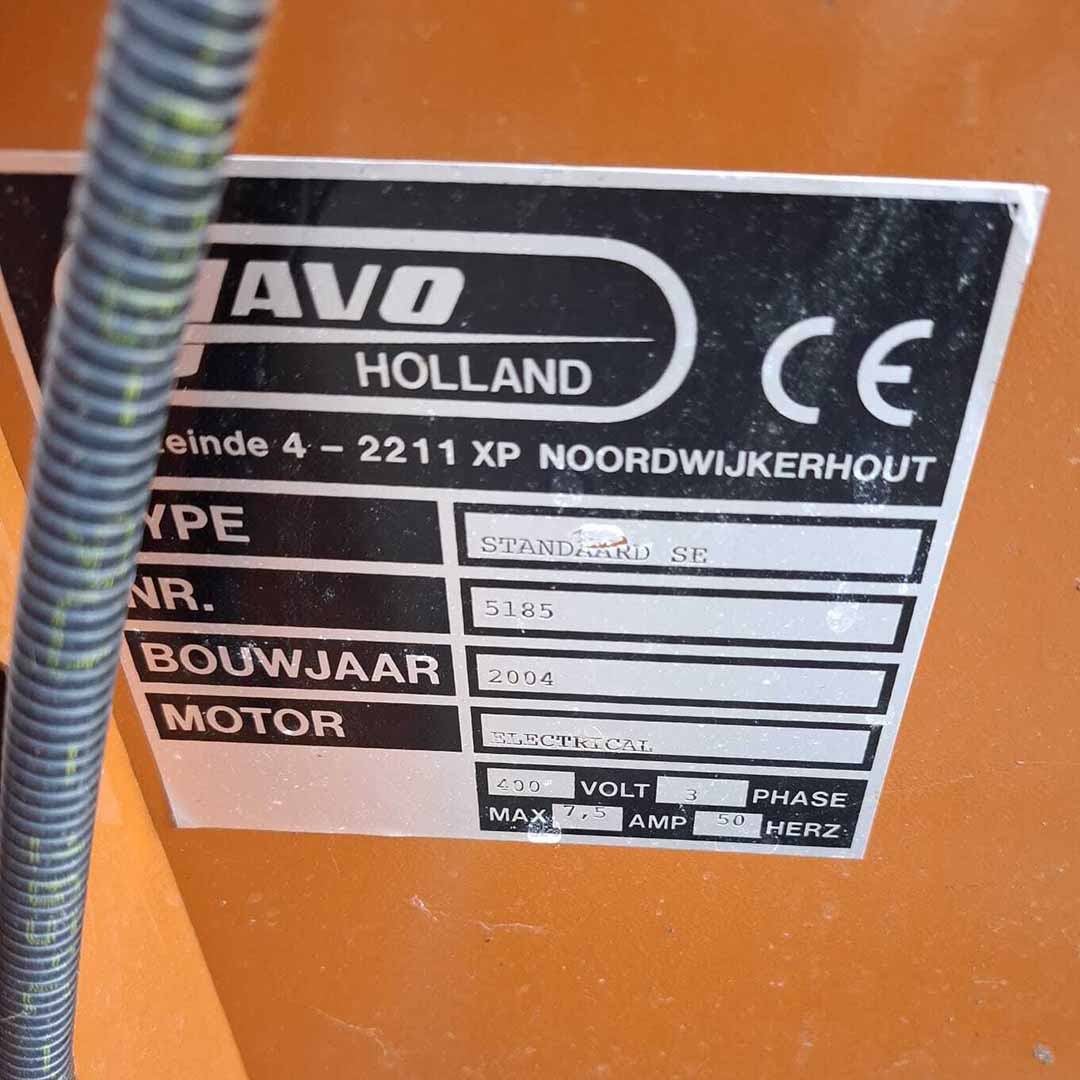 JAVO
HOLLAND
CE
einde 4 - 2211 XP NOORDWIJKERHOUT
YPE STANDAARD SE
NR. 5185
BOUWJAAR 2004
MOTOR ELECTRICAL
400 VOLT 3 PHASE
MAX 7,5 AMP 50 HERZ